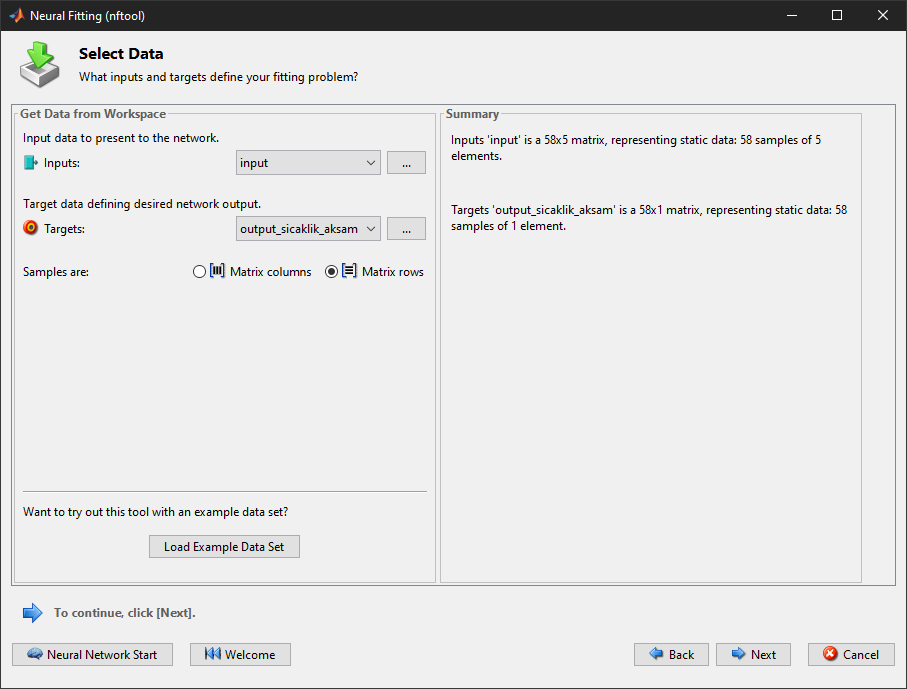 Neural Fitting (nftool)
Select Data
What inputs and targets define your fitting problem?
Get Data from Workspace
Input data to present to the network.
Inputs:
input
...
Target data defining desired network output.
Targets:
output_sicaklik_aksam
...
Samples are:
Matrix columns
Matrix rows
Want to try out this tool with an example data set?
Load Example Data Set
Summary
Inputs 'input' is a 58x5 matrix, representing static data: 58 samples of 5
elements.
Targets 'output_sicaklik_aksam' is a 58x1 matrix, representing static data: 58
samples of 1 element.
To continue, click [Next].
Neural Network Start
Welcome
Back
Next
Cancel